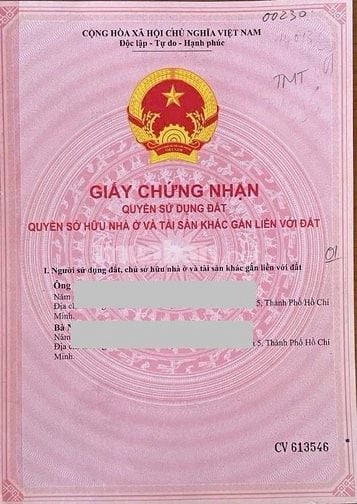 00230
CỘNG HÒA XÃ HỘI CHỦ NGHĨA VIỆT NAM
Độc lập - Tự do - Hạnh phúc
TMT
GIẤY CHỨNG NHẬN
QUYỀN SỬ DỤNG ĐẤT
QUYỀN SỞ HỮU NHÀ Ở VÀ TÀI SẢN KHÁC GẮN LIỀN VỚI ĐẤT
01
I. Người sử dụng đất, chủ sở hữu nhà ở và tài sản khác gắn liền với đất
Ông
Năm
Địa 5, Thành Phố Hồ Chí
Minh.
Bà
Năm
Địa 5, Thành Phố Hồ Chí
Minh.
CV 613546